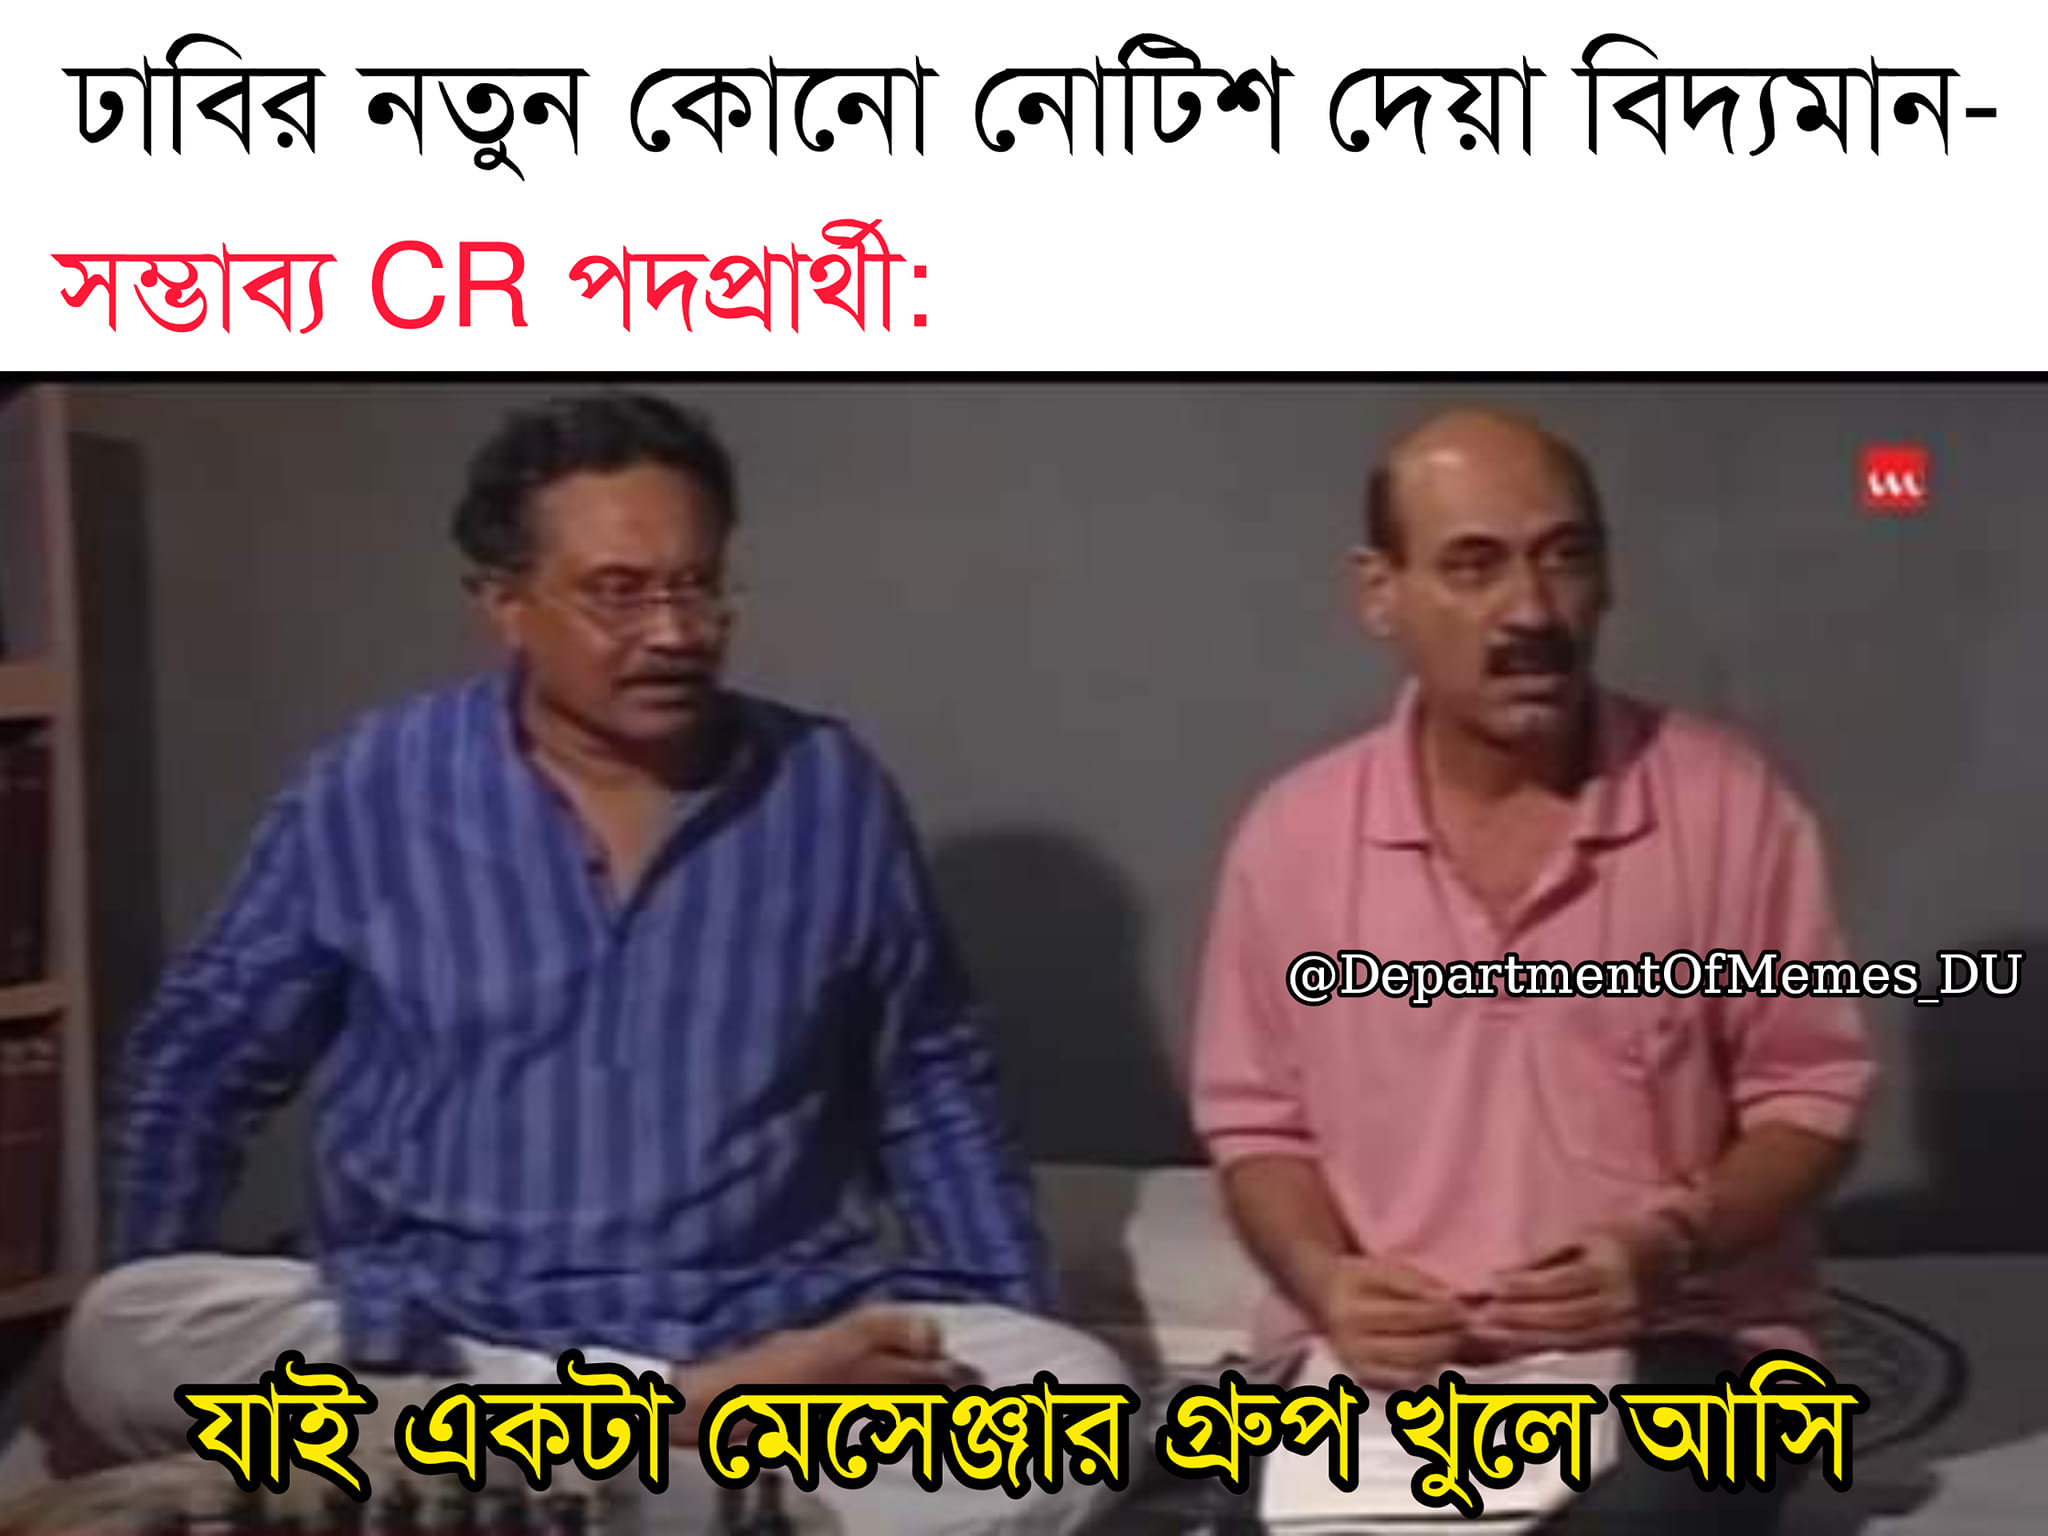 ঢাবির নতুন কোনো নোটিশ দেয়া বিদ্যমান-
সম্ভাব্য CR পদপ্রার্থী:
@DepartmentOfMemes_DU
যাই একটা মেসেঞ্জার গ্রুপ খুলে আসি